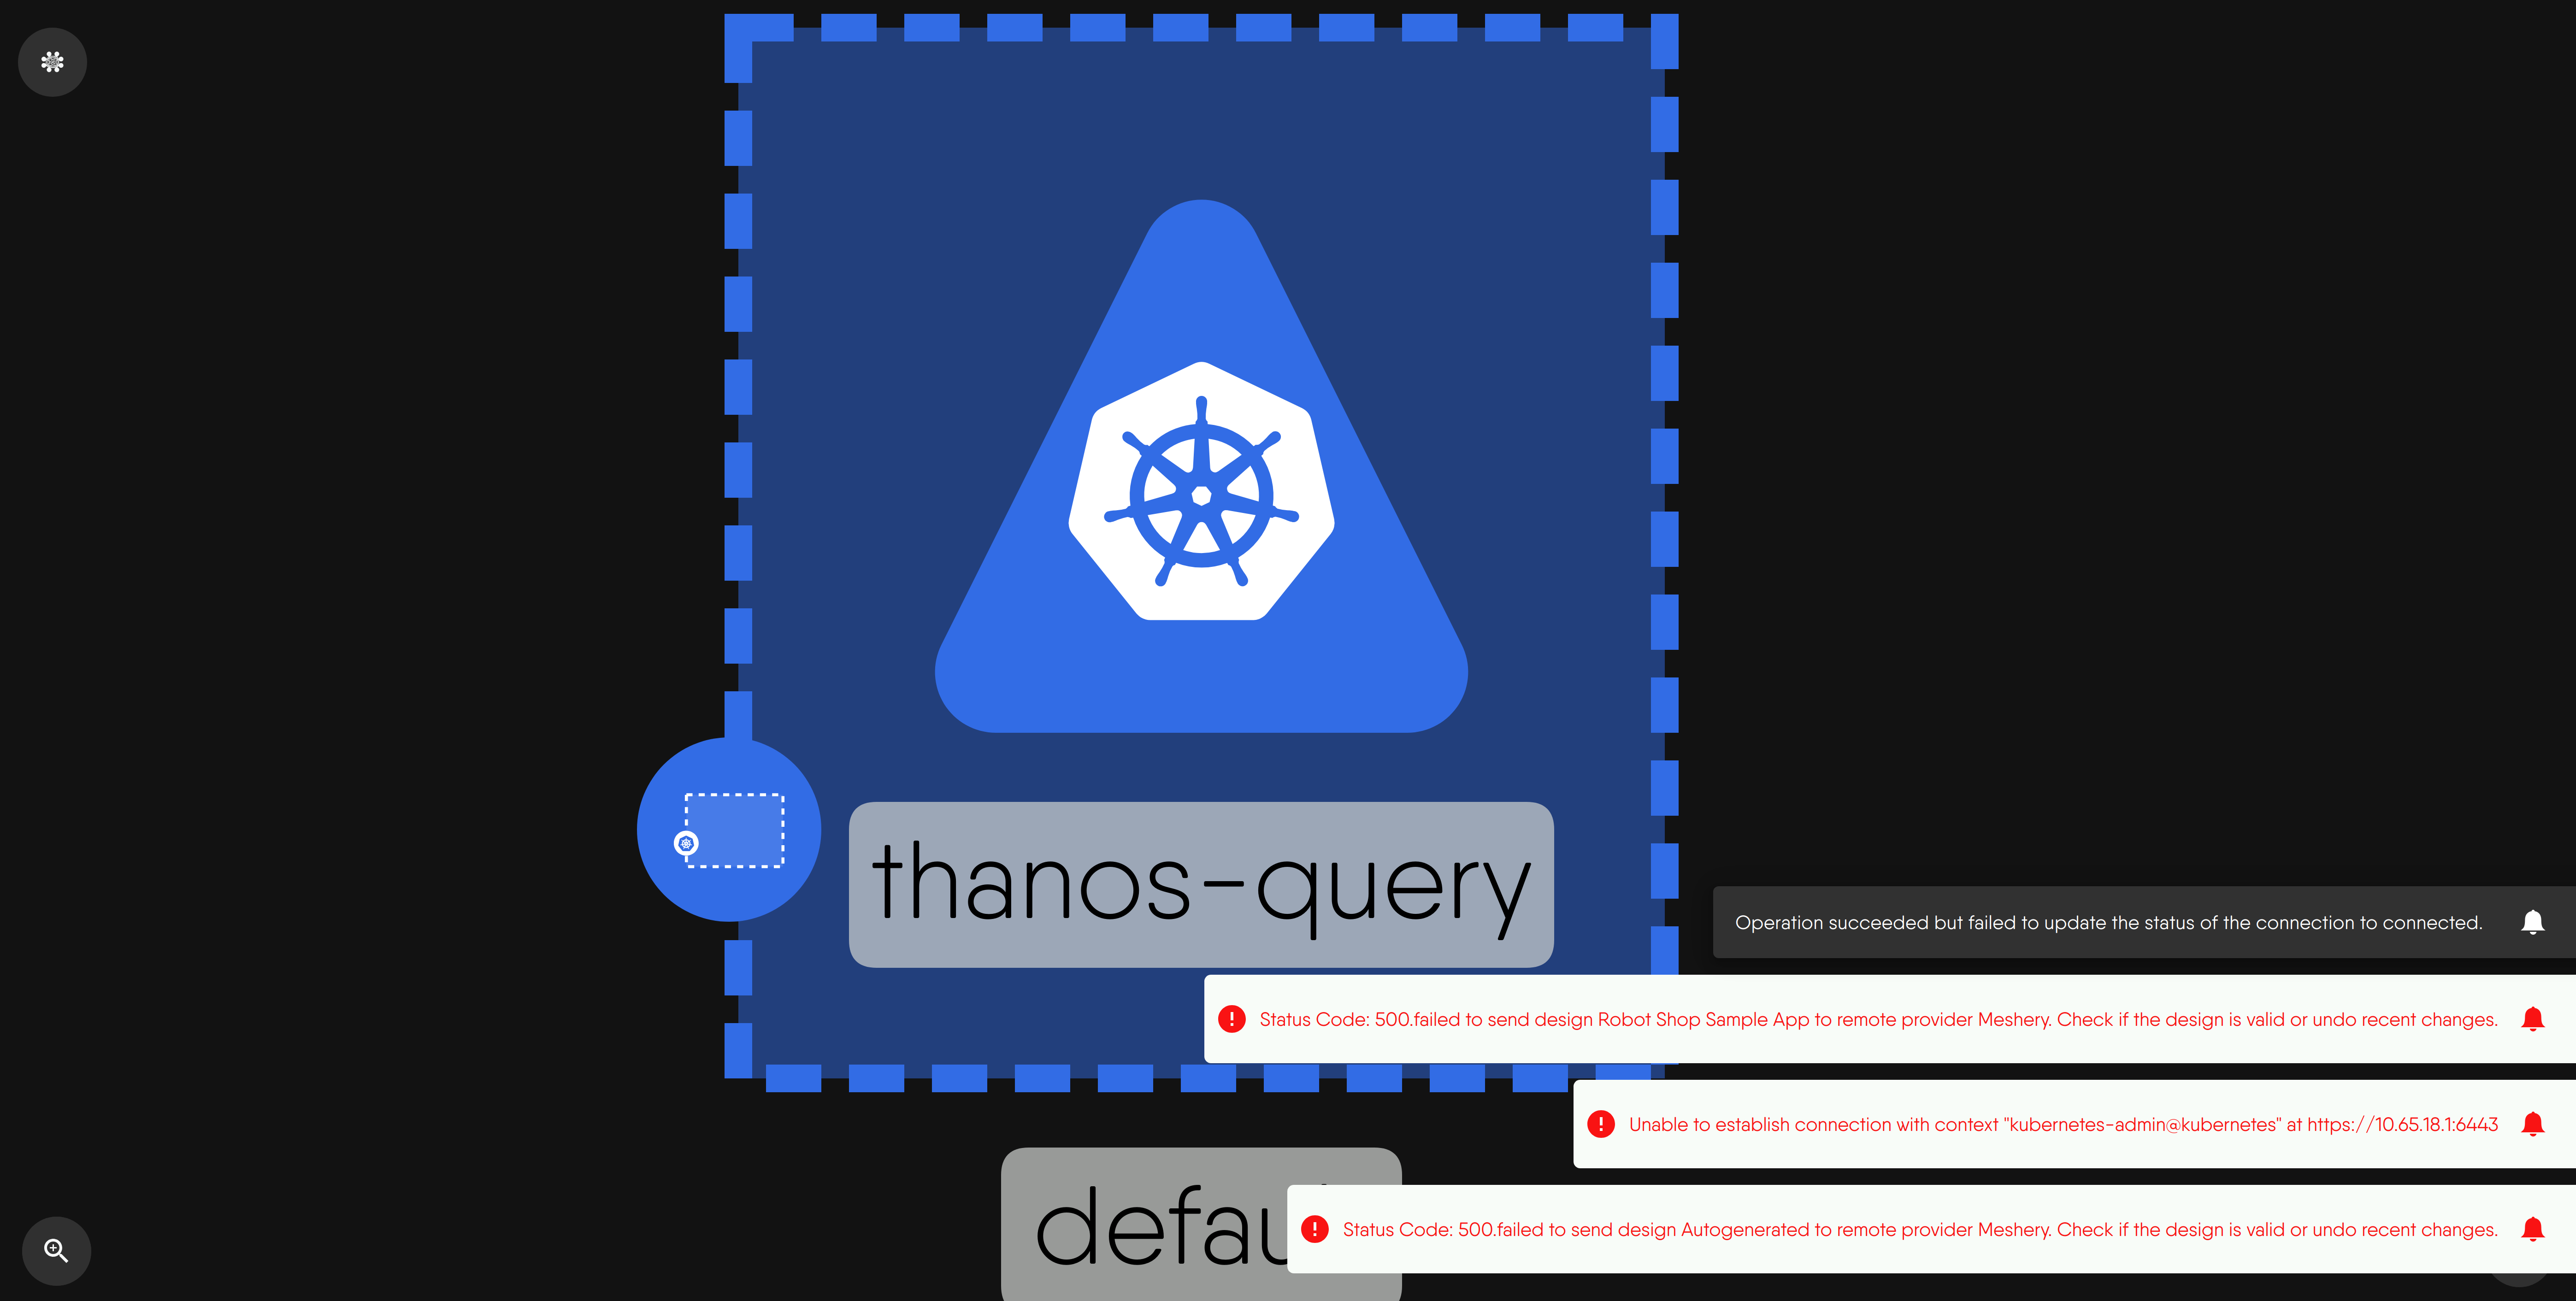 thanos-query
Operation succeeded but failed to update the status of the connection to connected.
Status Code: 500.failed to send design Robot Shop Sample App to remote provider Meshery. Check if the design is valid or undo recent changes.
Unable to establish connection with context "kubernetes-admin@kubernetes" at https://10.65.18.1:6443
Status Code: 500.failed to send design Autogenerated to remote provider Meshery. Check if the design is valid or undo recent changes.